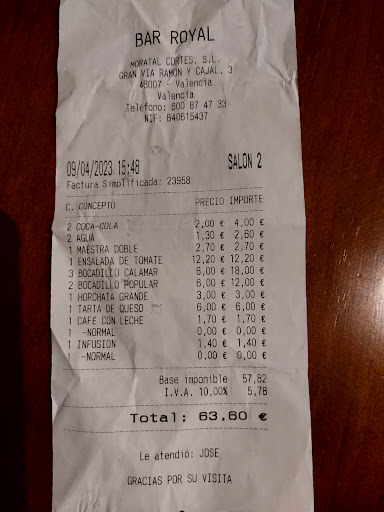 BAR ROYAL
MORATAL CORTES, S.L.
GRAN VIA RAMÓN Y CAJAL, 3
46007 - Valencia
Valencia
Teléfono: 600 87 47 33
NIF: B40615437
09/04/2023 15:48 SALON 2
Factura Simplificada: 23958
C. CONCEPTO PRECIO IMPORTE
2 COCA-COLA 2,00 € 4,00 €
2 AGUA 1,30 € 2,60 €
1 MAESTRA DOBLE 2,70 € 2,70 €
1 ENSALADA DE TOMATE 12,20 € 12,20 €
3 BOCADILLO CALAMAR 6,00 € 18,00 €
2 BOCADILLO POPULAR 6,00 € 12,00 €
1 HORCHATA GRANDE 3,00 € 3,00 €
1 TARTA DE QUESO 6,00 € 6,00 €
1 CAFÉ CON LECHE 1,70 € 1,70 €
1 -NORMAL 0,00 € 0,00 €
1 INFUSION 1,40 € 1,40 €
1 -NORMAL 0,00 € 0,00 €
Base imponible 57,82
I.V.A. 10,00% 5,78
Total: 63,60 €
Le atendió: JOSE
GRACIAS POR SU VISITA